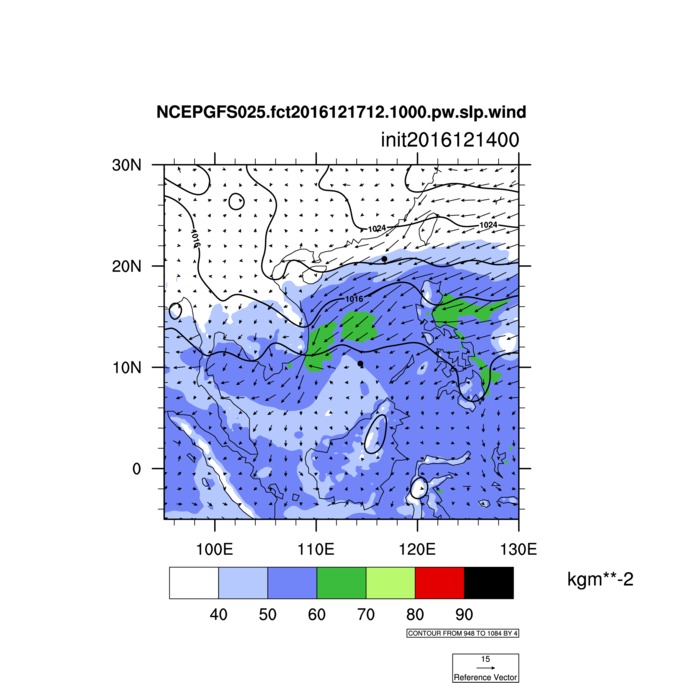 NCEPGFS025.fct2016121712.1000.pw.slp.wind
init2016121400
30N
1016
1024
1024
20N
1016
10N
0
100E 110E 120E 130E
kgm**-2
40 50 60 70 80 90
CONTOUR FROM 948 TO 1084 BY 4
15
Reference Vector